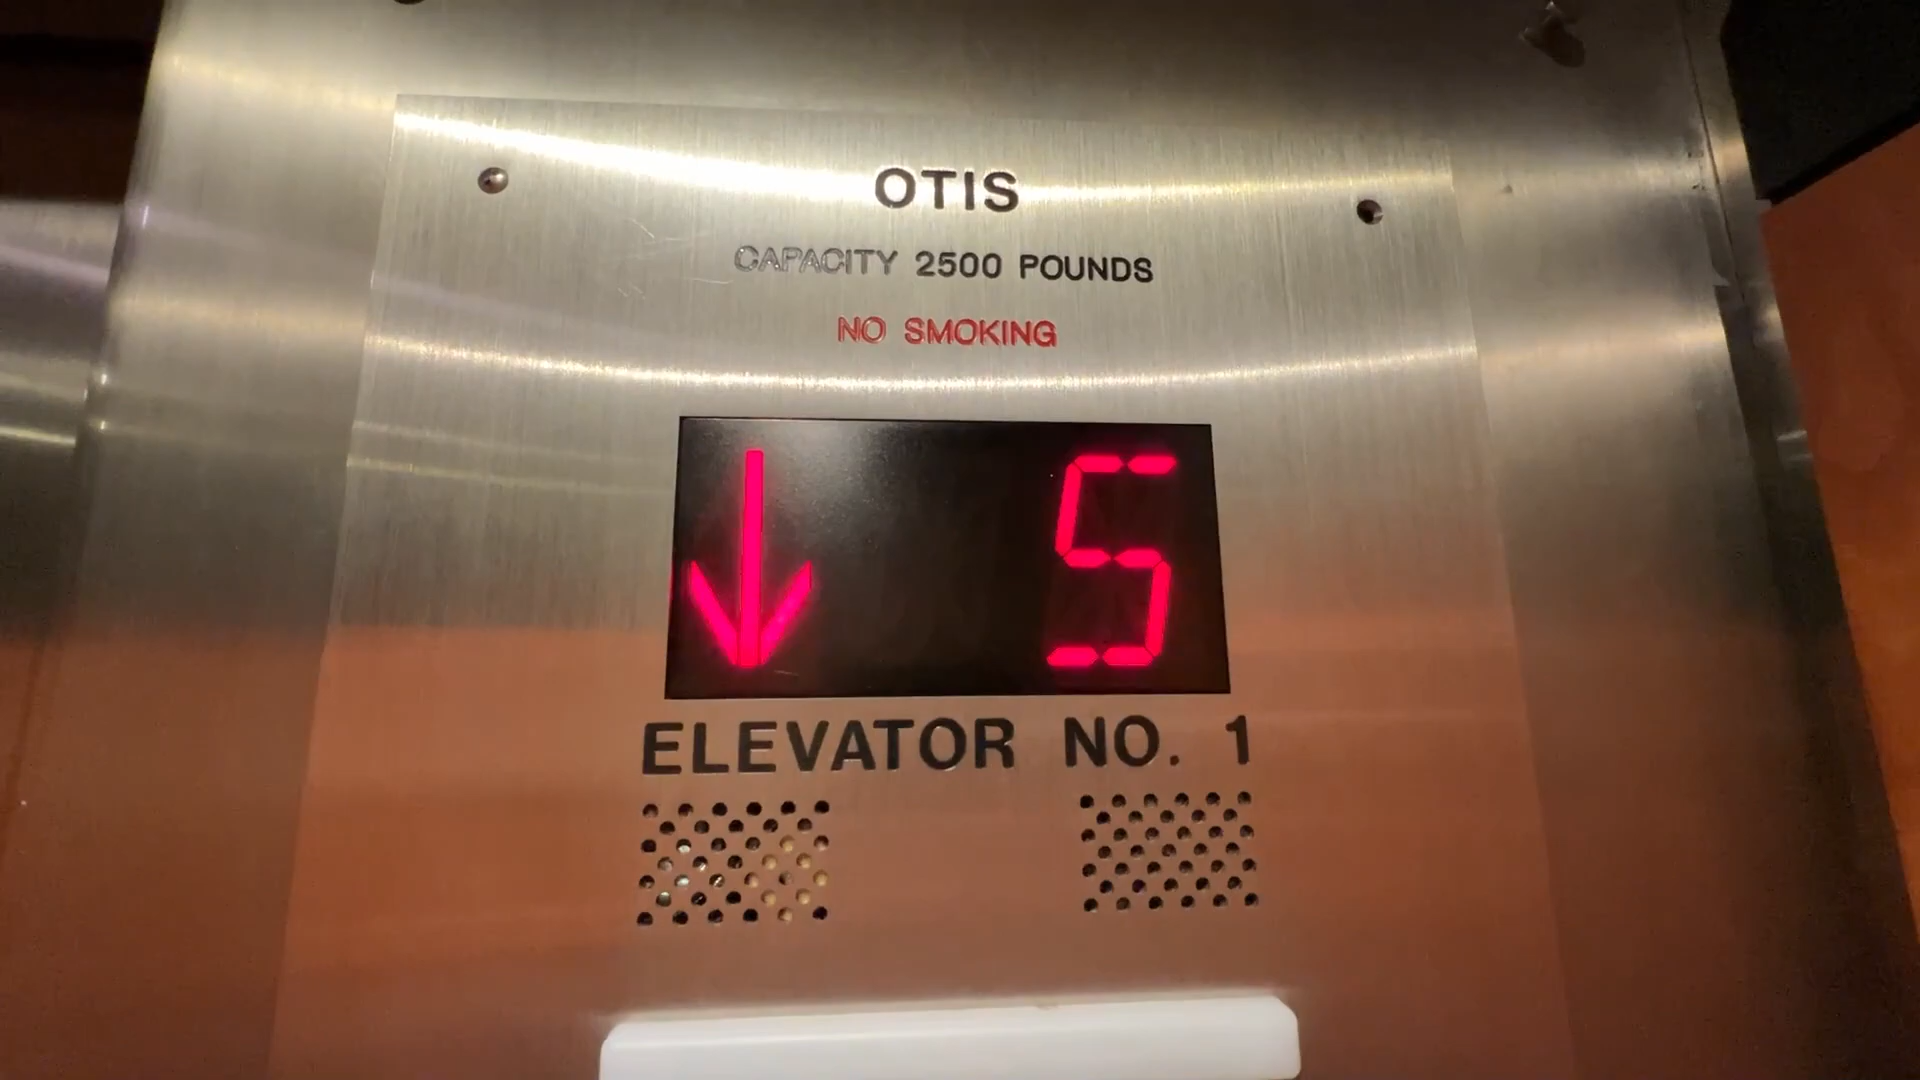 OTIS
CAPACITY 2500 POUNDS
NO SMOKING
↓ 5
ELEVATOR NO. 1